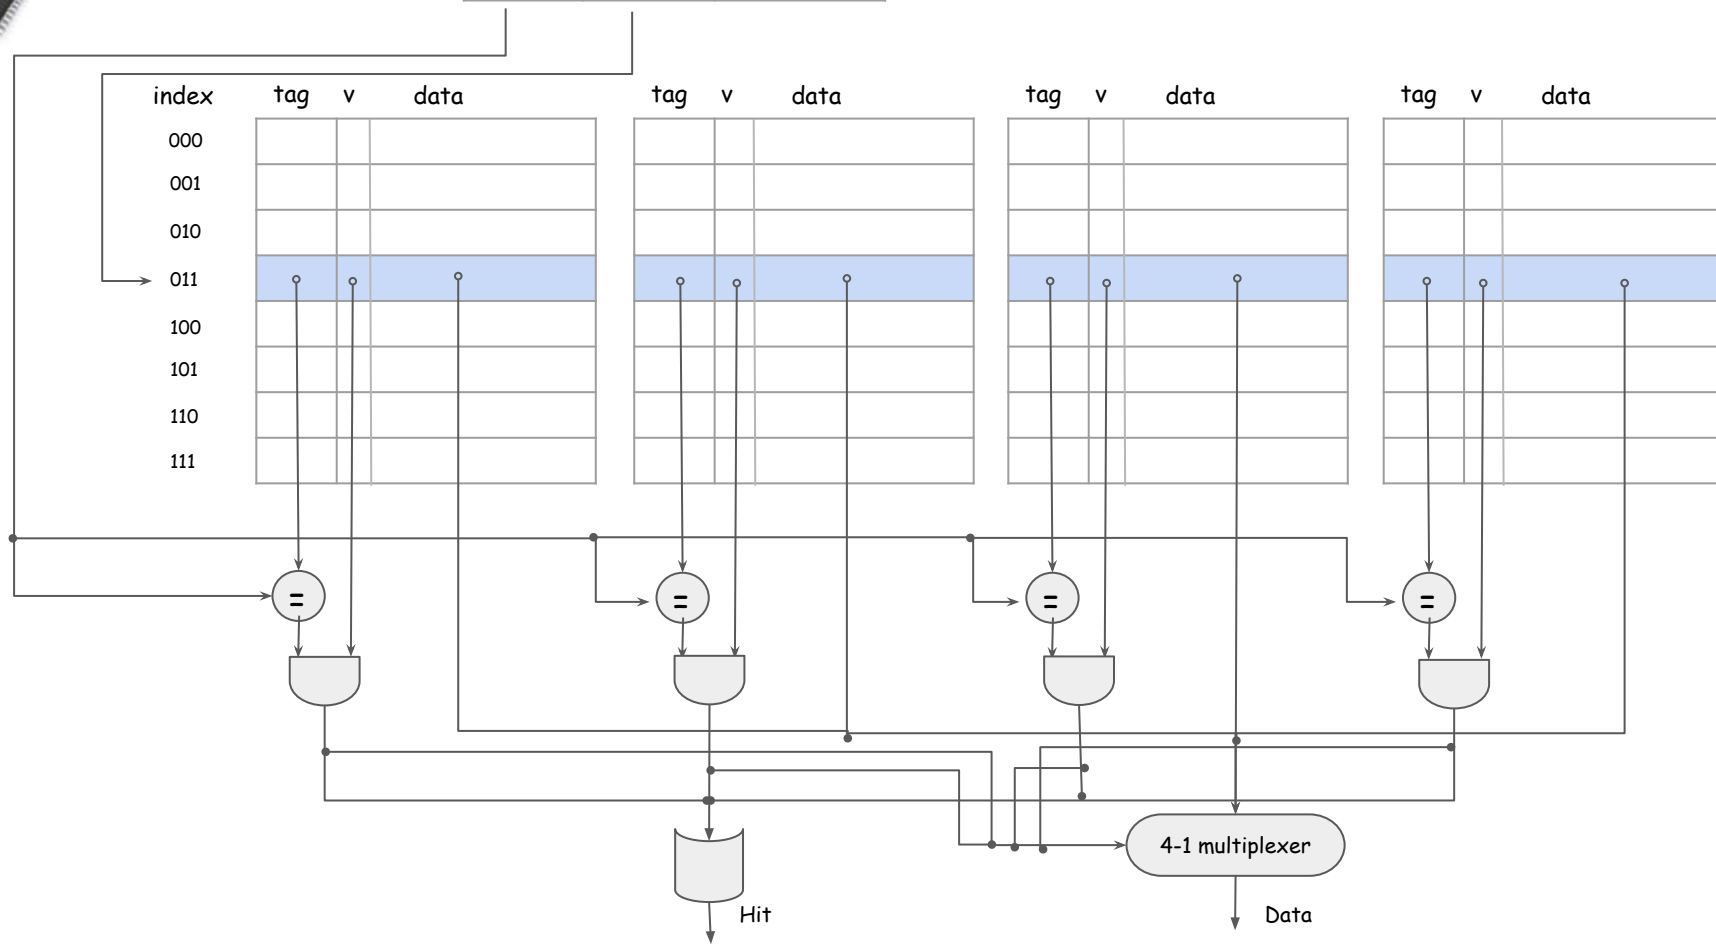 index tag v data tag v data tag v data tag v data
000
001
010
011
100
101
110
111
= = = =
4-1 multiplexer
Hit Data